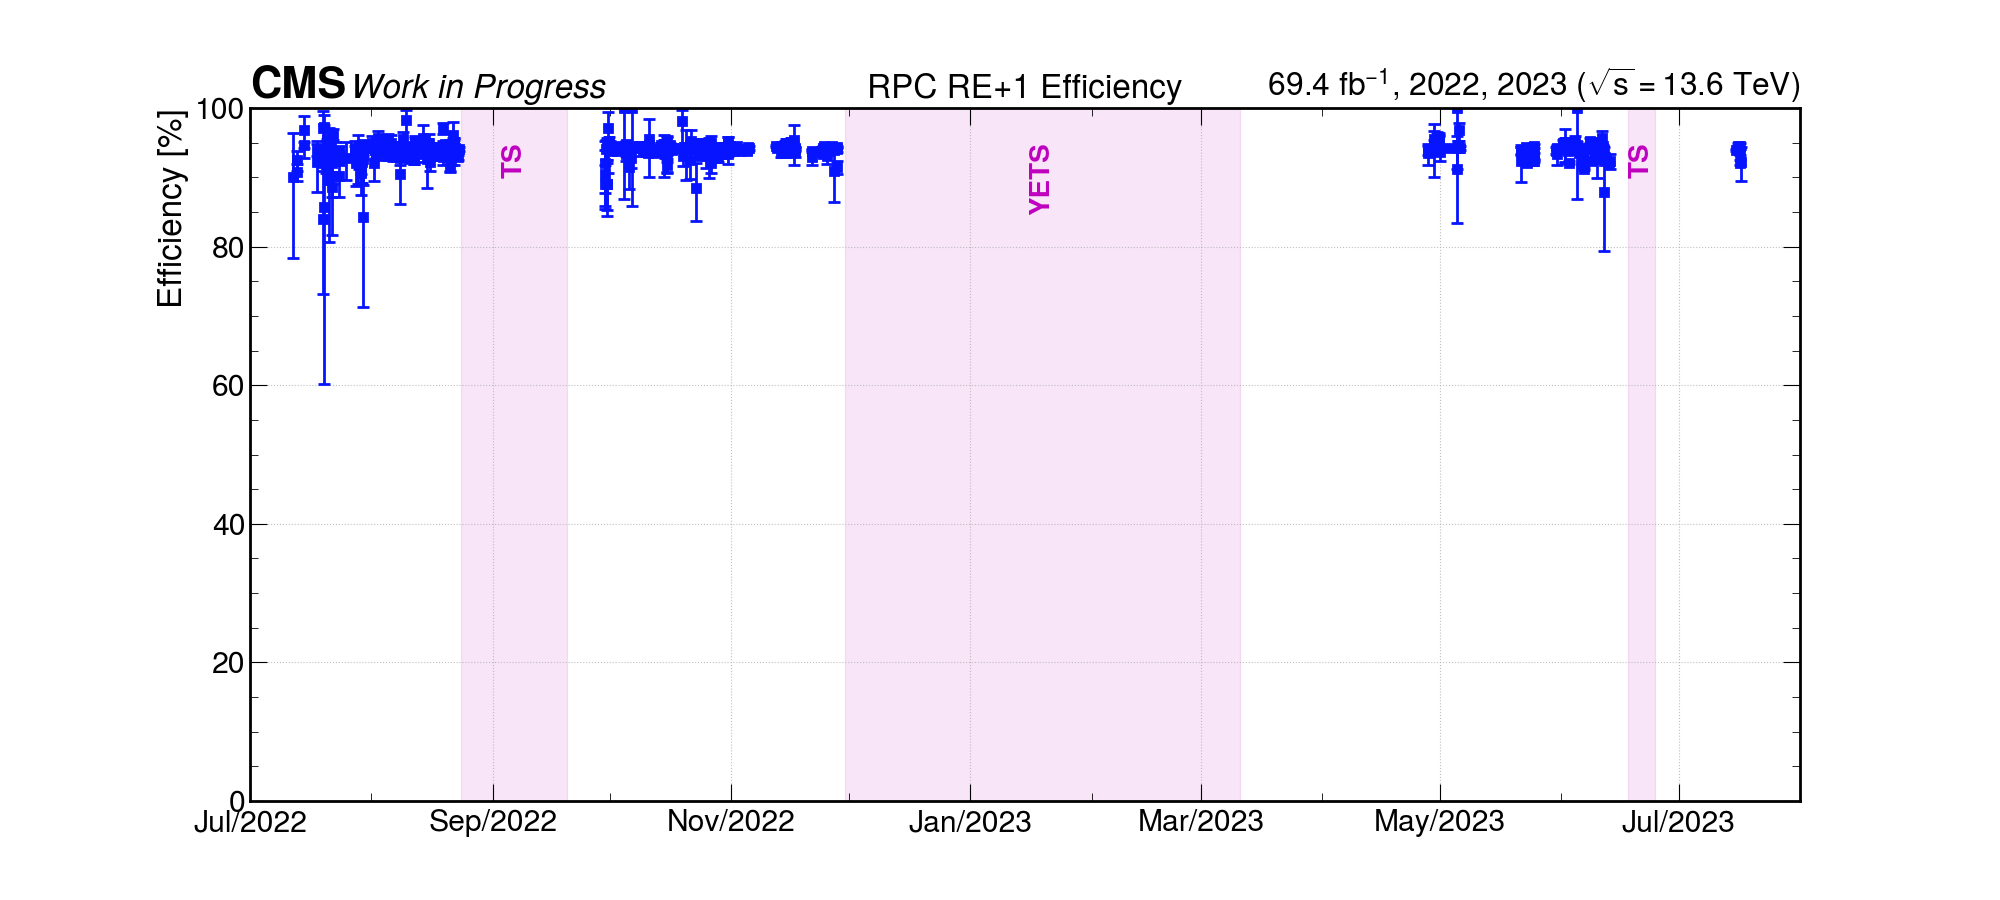 CMS Work in Progress RPC RE+1 Efficiency 69.4 fb⁻¹, 2022, 2023 (√s = 13.6 TeV)
Efficiency [%]
100
80
60
40
20
0
TS
YETS
TS
Jul/2022 Sep/2022 Nov/2022 Jan/2023 Mar/2023 May/2023 Jul/2023